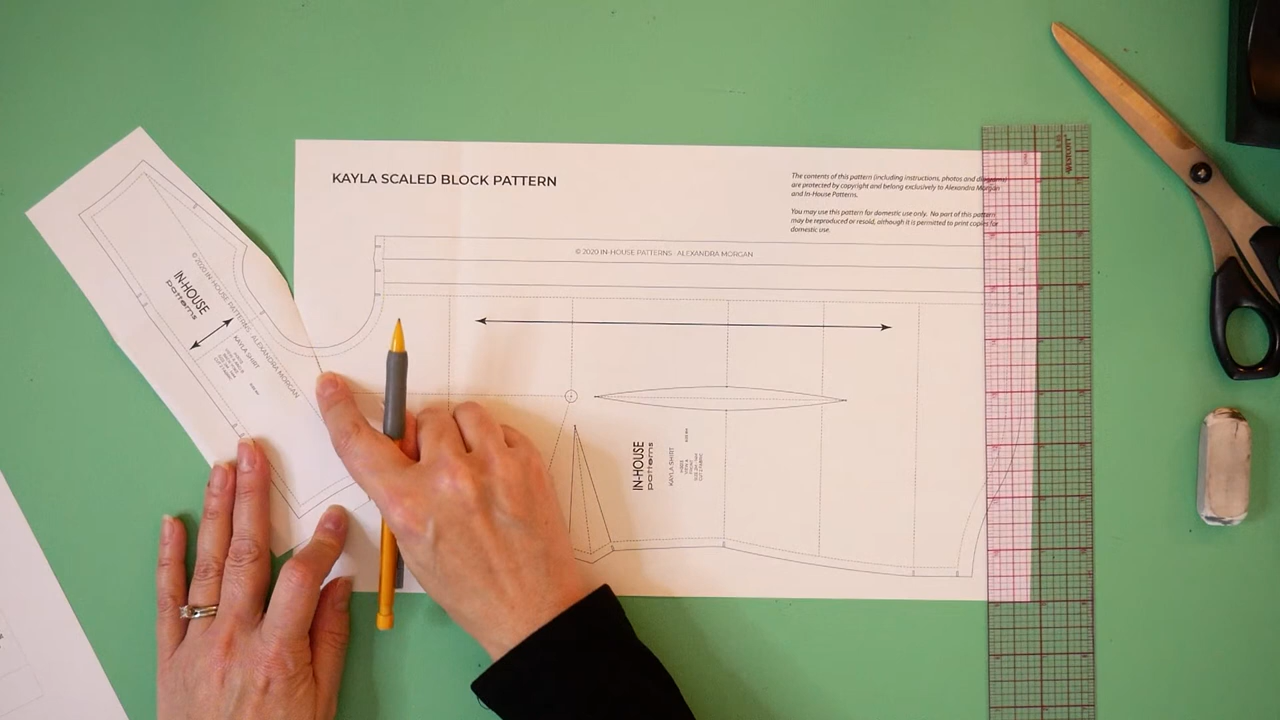 KAYLA SCALED BLOCK PATTERN
The contents of this pattern (including instructions, photos and diagrams)
are protected by copyright and belong exclusively to Alexandra Morgan
and In-House Patterns.
You may use this pattern for domestic use only. No part of this pattern
may be reproduced or resold, although it is permitted to print copies for
domestic use.
© 2020 IN-HOUSE PATTERNS - ALEXANDRA MORGAN
© 2020 IN-HOUSE PATTERNS - ALEXANDRA MORGAN
IN-HOUSE
patterns
KAYLA SHIRT
IN-HOUSE
patterns
KAYLA SHIRT
WESTCOTT